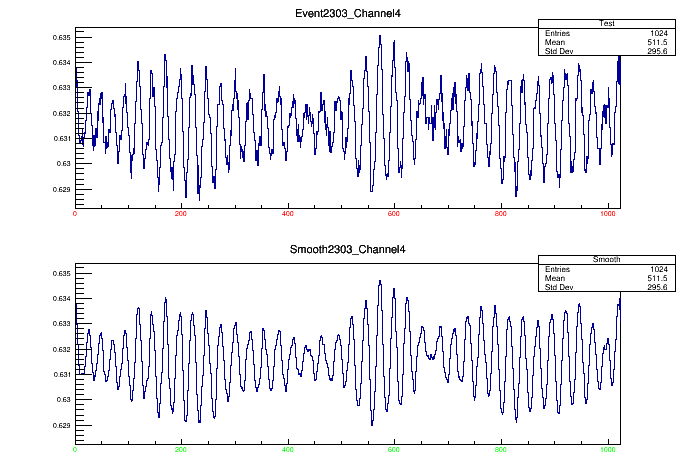 Event2303_Channel4
Test
Entries 1024
Mean 511.5
Std Dev 295.6
0.635
0.634
0.633
0.632
0.631
0.63
0.629
0 200 400 600 800 1000
Smooth2303_Channel4
Smooth
Entries 1024
Mean 511.5
Std Dev 295.6
0.635
0.634
0.633
0.632
0.631
0.63
0.629
0 200 400 600 800 1000